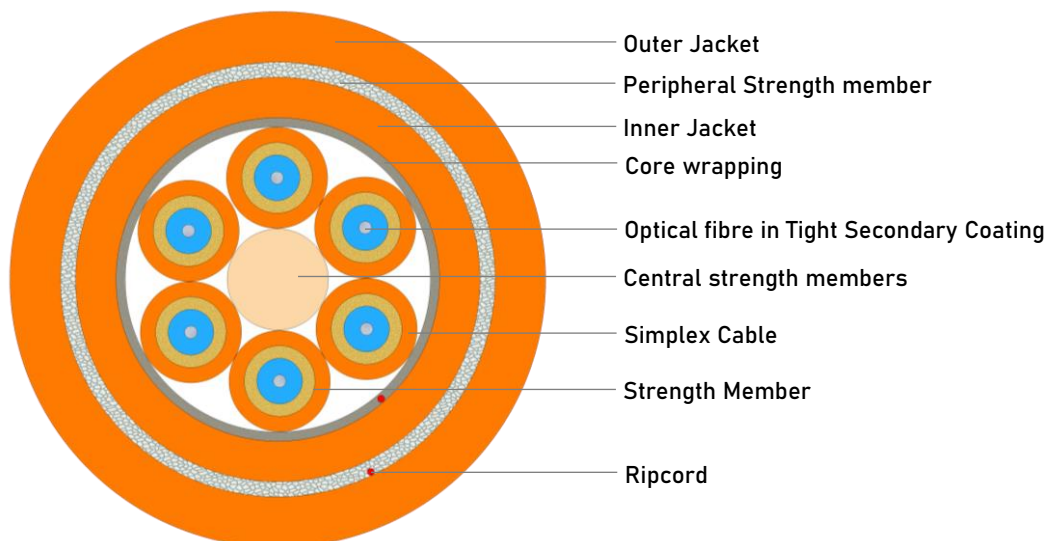 Outer Jacket
Peripheral Strength member
Inner Jacket
Core wrapping
Optical fibre in Tight Secondary Coating
Central strength members
Simplex Cable
Strength Member
Ripcord